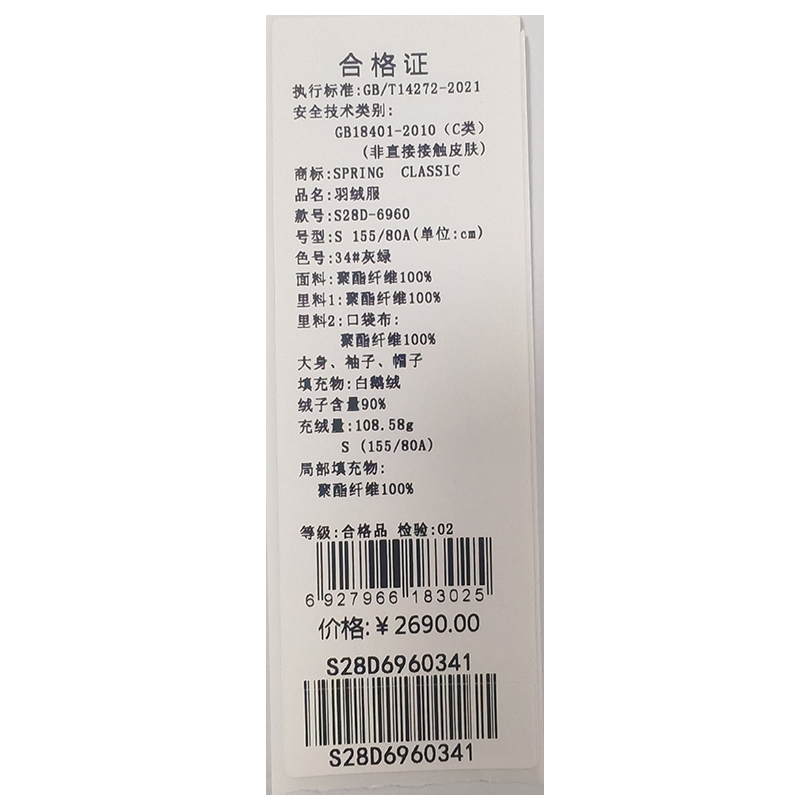 合格证
执行标准:GB/T14272-2021
安全技术类别:
GB18401-2010（C类）
(非直接接触皮肤)
商标:SPRING CLASSIC
品名:羽绒服
款号:S28D-6960
号型:S 155/80A(单位:cm)
色号:34#灰绿
面料:聚酯纤维100%
里料1:聚酯纤维100%
里料2:口袋布:
聚酯纤维100%
大身、袖子、帽子
填充物:白鹅绒
绒子含量90%
充绒量:108.58g
S (155/80A)
局部填充物:
聚酯纤维100%
等级:合格品 检验:02
6 927966 183025
价格:¥2690.00
S28D6960341
S28D6960341